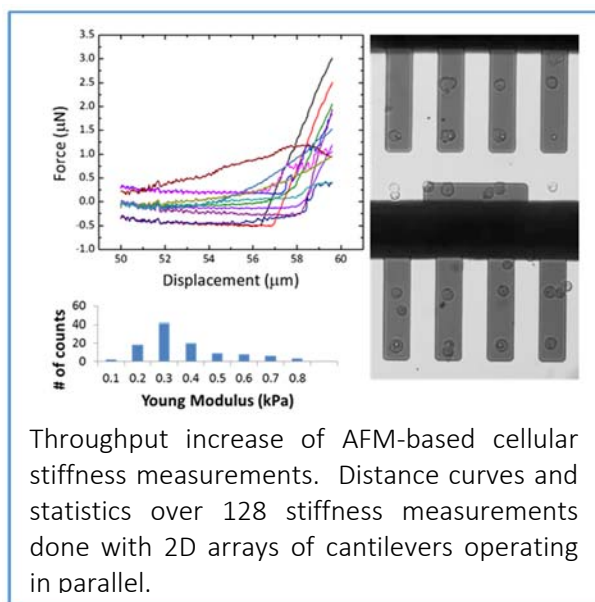 3.5
3.0
2.5
2.0
1.5
1.0
0.5
0.0
-0.5
-1.0
Force (μN)
50 52 54 56 58 60
Displacement (μm)
60
40
20
0
# of counts
0.1 0.2 0.3 0.4 0.5 0.6 0.7 0.8
Young Modulus (kPa)
Throughput increase of AFM-based cellular
stiffness measurements. Distance curves and
statistics over 128 stiffness measurements
done with 2D arrays of cantilevers operating
in parallel.